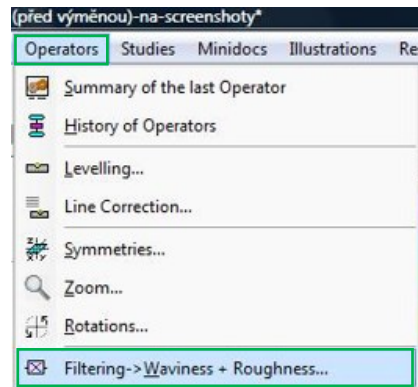 (před výměnou)-na-screenshoty*
Operators Studies Minidocs Illustrations Re
Summary of the last Operator
History of Operators
Levelling...
Line Correction...
Symmetries...
Zoom...
Rotations...
Filtering->Waviness + Roughness...